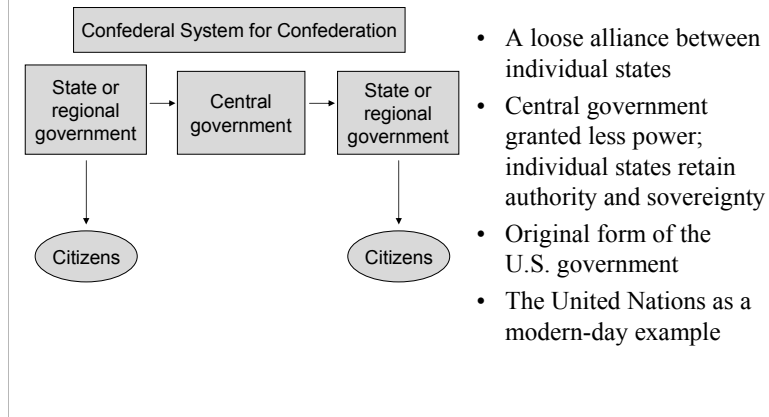 Confederal System for Confederation
State or
regional
government
Central
government
State or
regional
government
Citizens
Citizens
• A loose alliance between
individual states
• Central government
granted less power;
individual states retain
authority and sovereignty
• Original form of the
U.S. government
• The United Nations as a
modern-day example